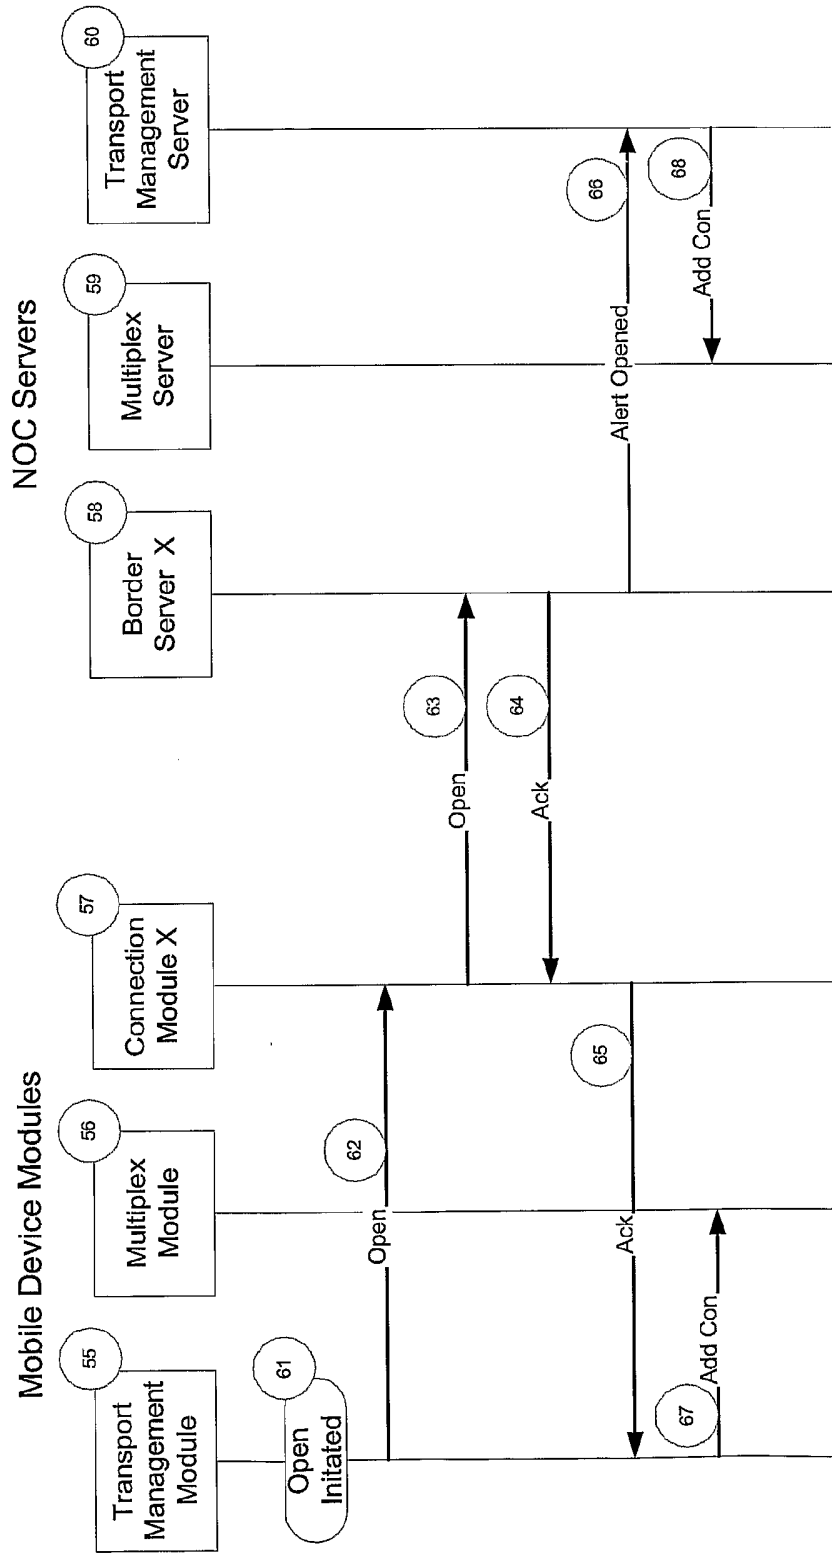 Mobile Device Modules
NOC Servers
55
Transport
Management
Module
56
Multiplex
Module
57
Connection
Module X
58
Border
Server X
59
Multiplex
Server
60
Transport
Management
Server
61
Open
Initated
Open
62
Open
63
Ack
64
Ack
65
Alert Opened
66
67
Add Con
Add Con
68